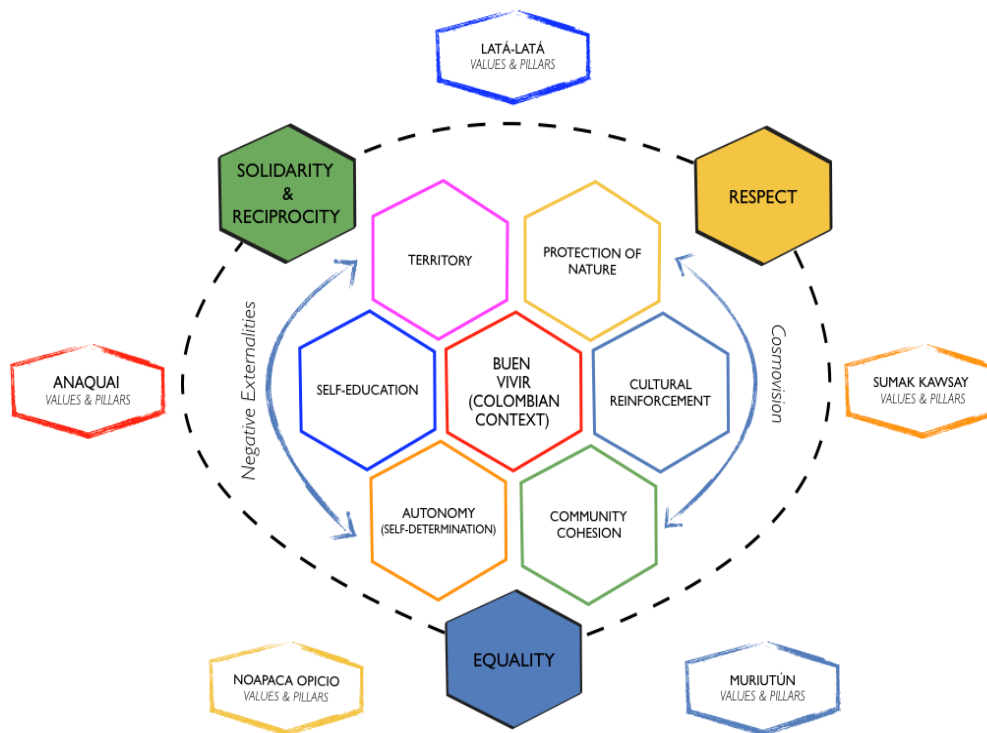 LATÁ-LATÁ
VALUES & PILLARS
SOLIDARITY
&
RECIPROCITY
RESPECT
TERRITORY
PROTECTION OF
NATURE
Negative Externalities
Cosmovision
ANAQUAI
VALUES & PILLARS
SELF-EDUCATION
BUEN
VIVIR
(COLOMBIAN
CONTEXT)
CULTURAL
REINFORCEMENT
SUMAK KAWSAY
VALUES & PILLARS
AUTONOMY
(SELF-DETERMINATION)
COMMUNITY
COHESION
EQUALITY
NOAPACA OPICIO
VALUES & PILLARS
MURIUTÚN
VALUES & PILLARS